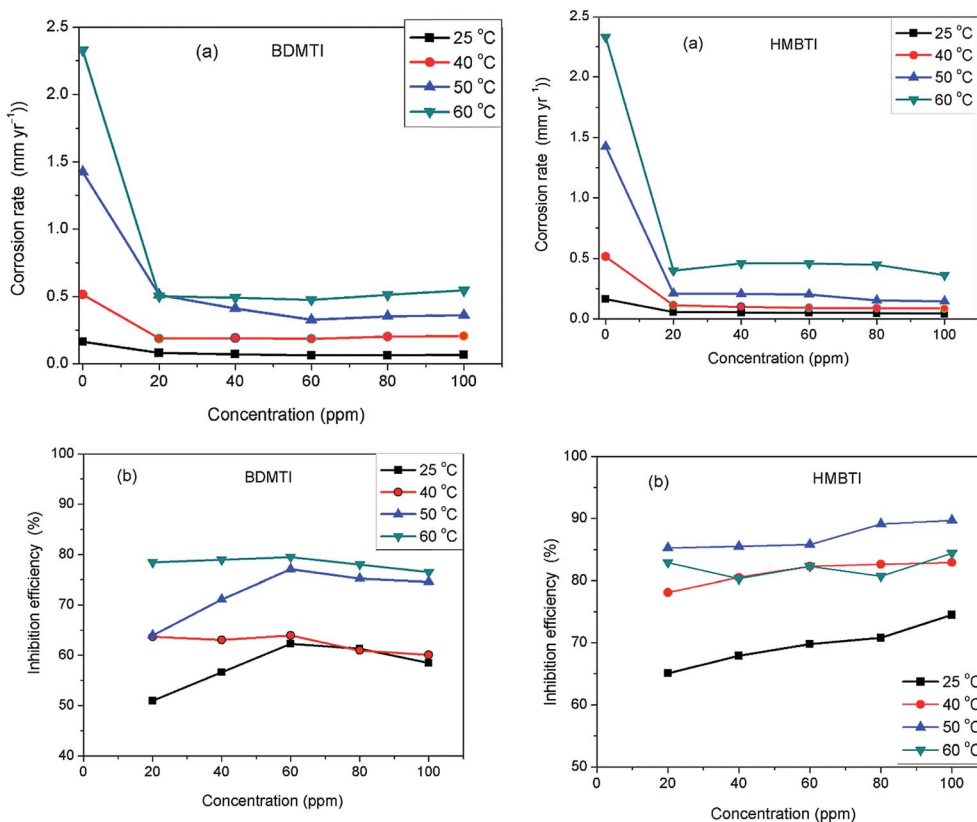 (a)
BDMTI
25 °C
40 °C
50 °C
60 °C
2.5
2.0
1.5
1.0
0.5
0.0
Corrosion rate (mm yr⁻¹))
0
20
40
60
80
100
Concentration (ppm)
(a)
HMBTI
25 °C
40 °C
50 °C
60 °C
2.5
2.0
1.5
1.0
0.5
0.0
Corrosion rate (mm yr⁻¹))
0
20
40
60
80
100
Concentration (ppm)
(b)
BDMTI
25 °C
40 °C
50 °C
60 °C
100
90
80
70
60
50
40
Inhibition efficiency (%)
0
20
40
60
80
100
Concentration (ppm)
(b)
HMBTI
25 °C
40 °C
50 °C
60 °C
100
90
80
70
60
50
Inhibition efficiency (%)
0
20
40
60
80
100
Concentration (ppm)